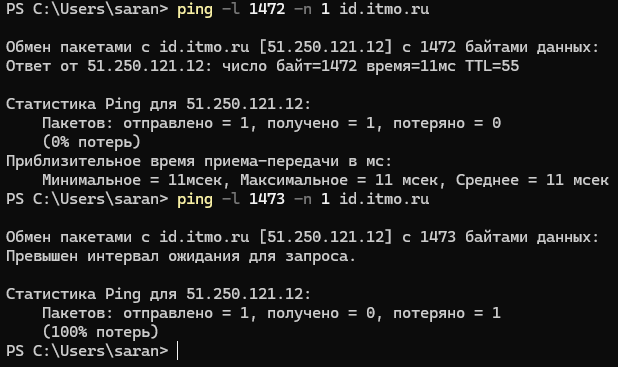 PS C:\Users\saran> ping -l 1472 -n 1 id.itmo.ru
Обмен пакетами с id.itmo.ru [51.250.121.12] с 1472 байтами данных:
Ответ от 51.250.121.12: число байт=1472 время=11мс TTL=55
Статистика Ping для 51.250.121.12:
Пакетов: отправлено = 1, получено = 1, потеряно = 0
(0% потерь)
Приблизительное время приема-передачи в мс:
Минимальное = 11мсек, Максимальное = 11 мсек, Среднее = 11 мсек
PS C:\Users\saran> ping -l 1473 -n 1 id.itmo.ru
Обмен пакетами с id.itmo.ru [51.250.121.12] с 1473 байтами данных:
Превышен интервал ожидания для запроса.
Статистика Ping для 51.250.121.12:
Пакетов: отправлено = 1, получено = 0, потеряно = 1
(100% потерь)
PS C:\Users\saran>